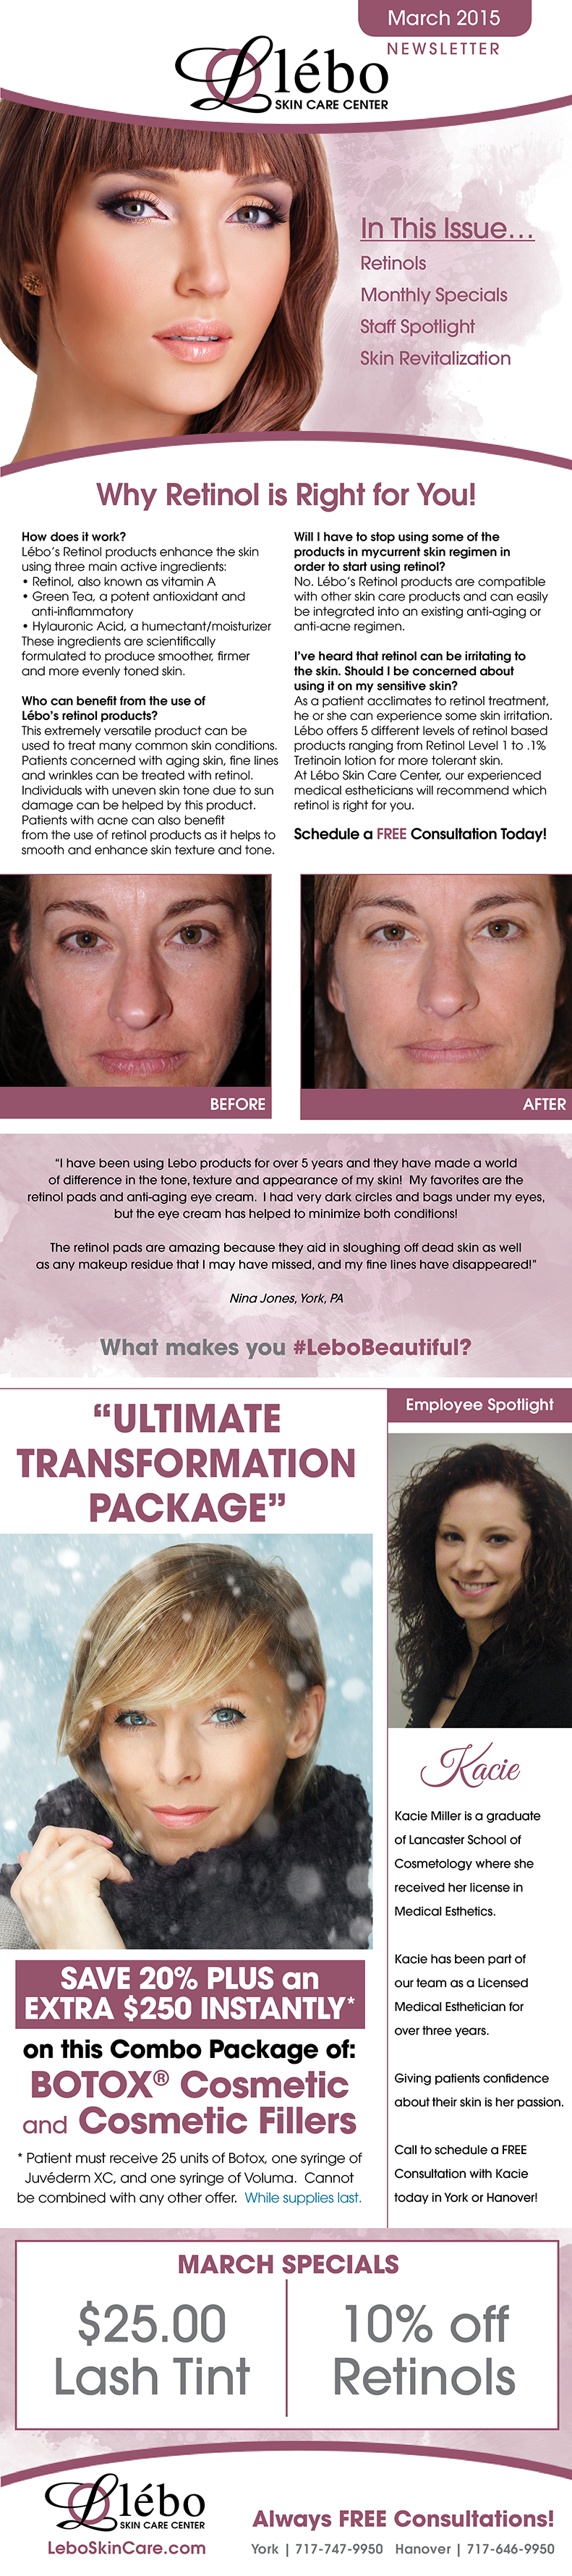 March 2015
NEWSLETTER
Lébo
SKIN CARE CENTER
In This Issue…
Retinols
Monthly Specials
Staff Spotlight
Skin Revitalization
Why Retinol is Right for You!
How does it work?
Lébo's Retinol products enhance the skin
using three main active ingredients:
• Retinol, also known as vitamin A
• Green Tea, a potent antioxidant and
anti-inflammatory
• Hylauronic Acid, a humectant/moisturizer
These ingredients are scientifically
formulated to produce smoother, firmer
and more evenly toned skin.
Who can benefit from the use of
Lébo's retinol products?
This extremely versatile product can be
used to treat many common skin conditions.
Patients concerned with aging skin, fine lines
and wrinkles can be treated with retinol.
Individuals with uneven skin tone due to sun
damage can be helped by this product.
Patients with acne can also benefit
from the use of retinol products as it helps to
smooth and enhance skin texture and tone.
Will I have to stop using some of the
products in mycurrent skin regimen in
order to start using retinol?
No. Lébo's Retinol products are compatible
with other skin care products and can easily
be integrated into an existing anti-aging or
anti-acne regimen.
I've heard that retinol can be irritating to
the skin. Should I be concerned about
using it on my sensitive skin?
As a patient acclimates to retinol treatment,
he or she can experience some skin irritation.
Lébo offers 5 different levels of retinol based
products ranging from Retinol Level 1 to .1%
Tretinoin lotion for more tolerant skin.
At Lébo Skin Care Center, our experienced
medical estheticians will recommend which
retinol is right for you.
Schedule a FREE Consultation Today!
BEFORE
AFTER
"I have been using Lebo products for over 5 years and they have made a world
of difference in the tone, texture and appearance of my skin! My favorites are the
retinol pads and anti-aging eye cream. I had very dark circles and bags under my eyes,
but the eye cream has helped to minimize both conditions!
The retinol pads are amazing because they aid in sloughing off dead skin as well
as any makeup residue that I may have missed, and my fine lines have disappeared!"
Nina Jones, York, PA
What makes you #LeboBeautiful?
"ULTIMATE
TRANSFORMATION
PACKAGE"
SAVE 20% PLUS an
EXTRA $250 INSTANTLY*
on this Combo Package of:
BOTOX® Cosmetic
and Cosmetic Fillers
* Patient must receive 25 units of Botox, one syringe of
Juvéderm XC, and one syringe of Voluma. Cannot
be combined with any other offer. While supplies last.
Employee Spotlight
Kacie
Kacie Miller is a graduate
of Lancaster School of
Cosmetology where she
received her license in
Medical Esthetics.
Kacie has been part of
our team as a Licensed
Medical Esthetician for
over three years.
Giving patients confidence
about their skin is her passion.
Call to schedule a FREE
Consultation with Kacie
today in York or Hanover!
MARCH SPECIALS
$25.00
Lash Tint
10% off
Retinols
Lébo
SKIN CARE CENTER
LeboSkinCare.com
Always FREE Consultations!
York | 717-747-9950 Hanover | 717-646-9950